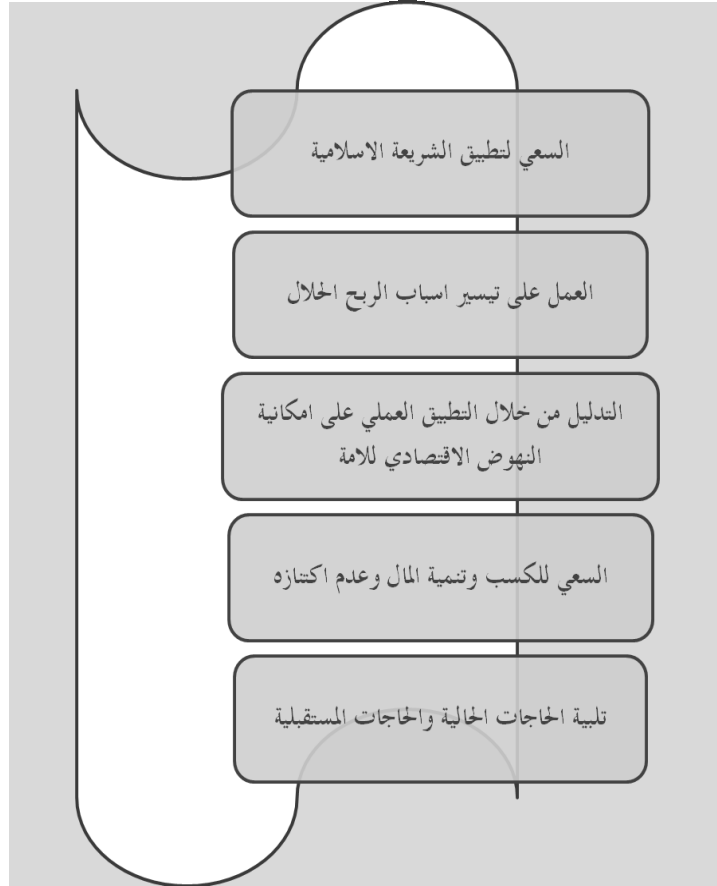 السعي لتطبيق الشريعة الاسلامية
العمل على تيسير اسباب الربح الحلال
التدليل من خلال التطبيق العملي على امكانية
النهوض الاقتصادي للامة
السعي للكسب وتنمية المال وعدم اكتنازه
تلبية الحاجات الحالية والحاجات المستقبلية